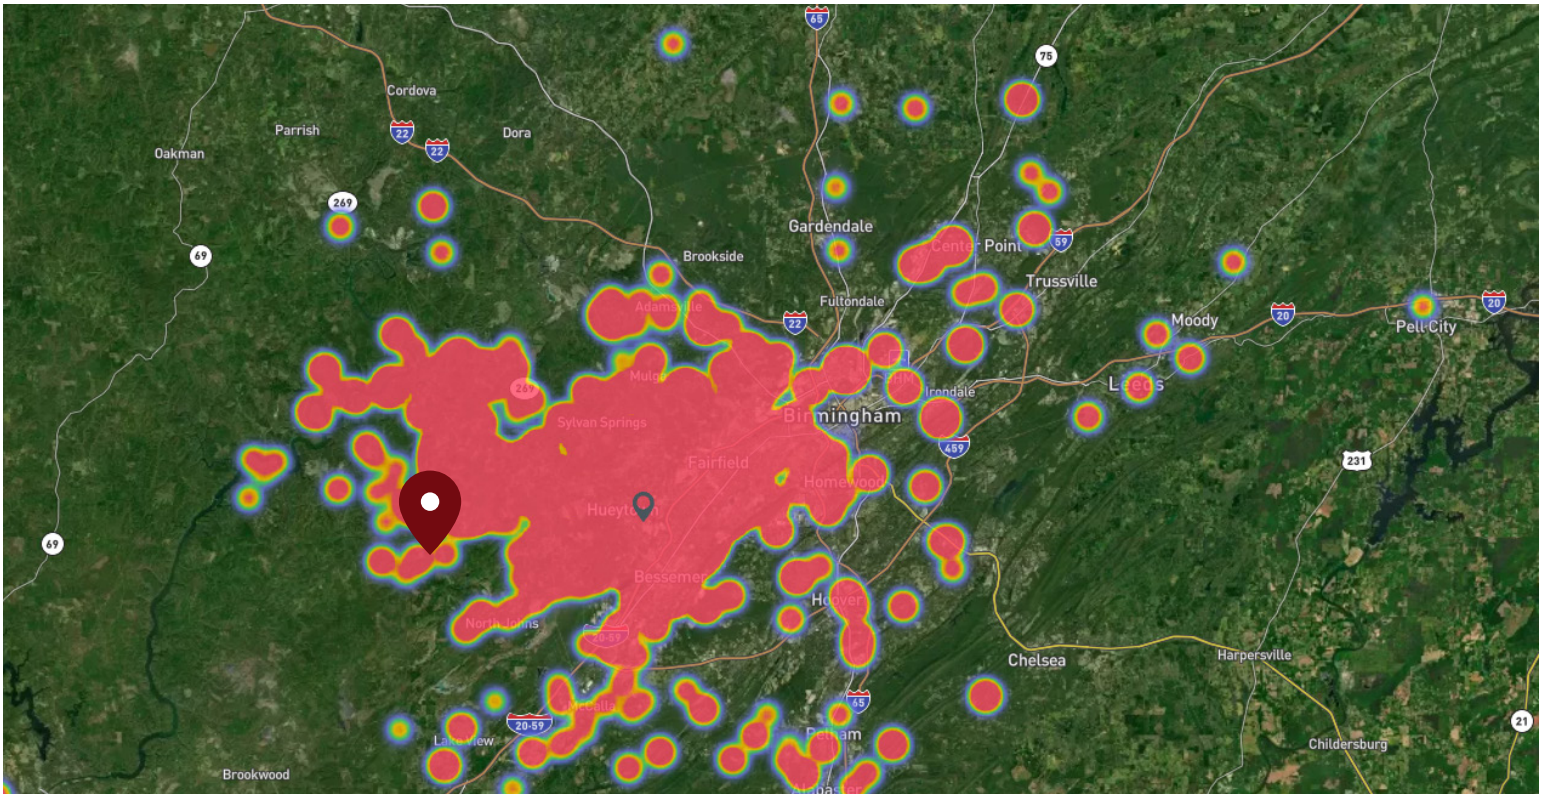 65
75
Cordova
Parrish
22
Dora
22
Oakman
269
69
Gardendale
59
Center Point
Brookside
Trussville
20
Fultondale
Adamsville
22
20
Moody
Pell City
Mulga
269
BHM
Irondale
Leeds
Birmingham
Sylvan Springs
459
231
Fairfield
Homewood
Hueytown
69
Bessemer
Hoover
North Johns
20-59
Chelsea
Harpersville
65
McCalla
20-59
21
Pelham
Lake View
Childersburg
Brookwood
Alabaster